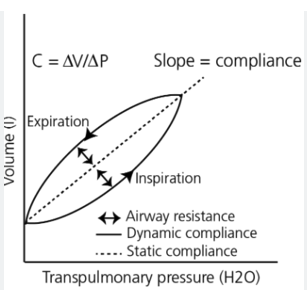 C = ΔV/ΔP
Slope = compliance
Expiration
Volume (l)
Inspiration
Airway resistance
Dynamic compliance
Static compliance
Transpulmonary pressure (H2O)